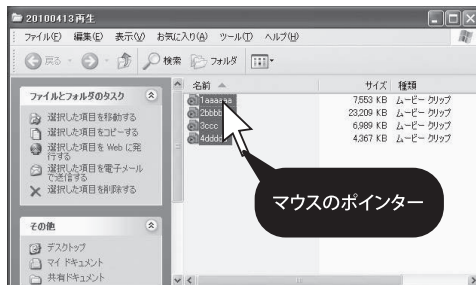 20100413再生
ファイル(F) 編集(E) 表示(V) お気に入り(A) ツール(T) ヘルプ(H)
戻る 検索 フォルダ
ファイルとフォルダのタスク
選択した項目を移動する
選択した項目をコピーする
選択した項目を Web に発行する
選択した項目を電子メールで送信する
選択した項目を削除する
その他
デスクトップ
マイ ドキュメント
共有ドキュメント
名前 サイズ 種類
1aaaaaa 7,553 KB ムービー クリップ
2bbbb 23,209 KB ムービー クリップ
3ccc 6,989 KB ムービー クリップ
4dddd 4,367 KB ムービー クリップ
マウスのポインター